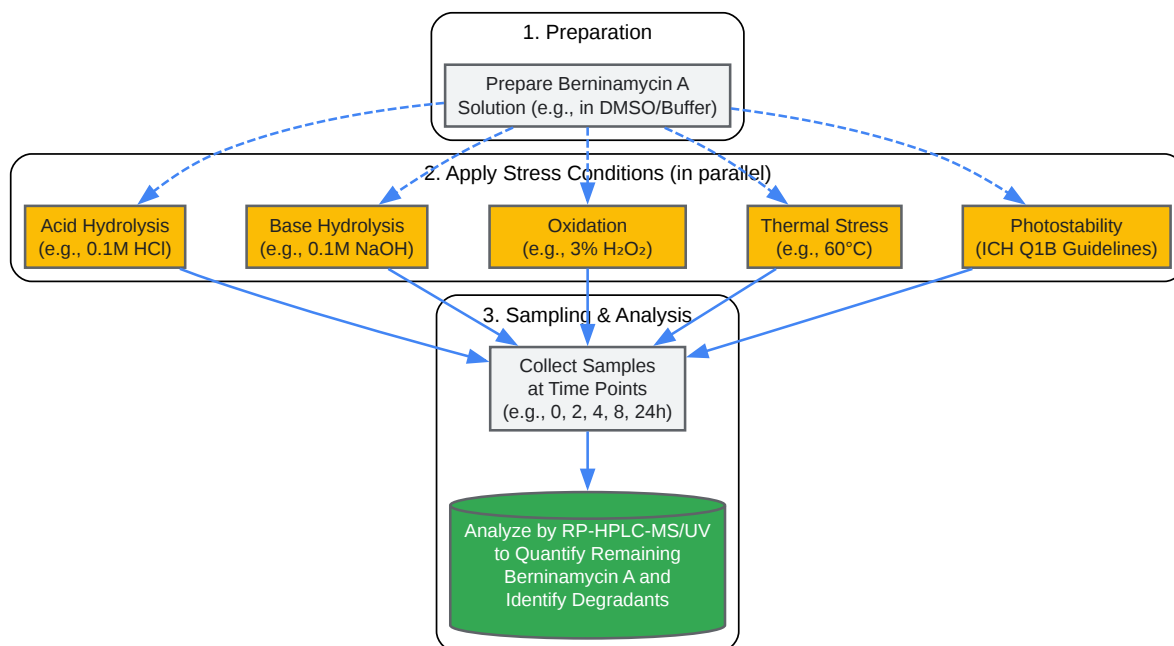 1. Preparation
Prepare Berninamycin A
Solution (e.g., in DMSO/Buffer)
2. Apply Stress Conditions (in parallel)
Acid Hydrolysis
(e.g., 0.1M HCl)
Base Hydrolysis
(e.g., 0.1M NaOH)
Oxidation
(e.g., 3% H₂O₂)
Thermal Stress
(e.g., 60°C)
Photostability
(ICH Q1B Guidelines)
3. Sampling & Analysis
Collect Samples
at Time Points
(e.g., 0, 2, 4, 8, 24h)
Analyze by RP-HPLC-MS/UV
to Quantify Remaining
Berninamycin A and
Identify Degradants